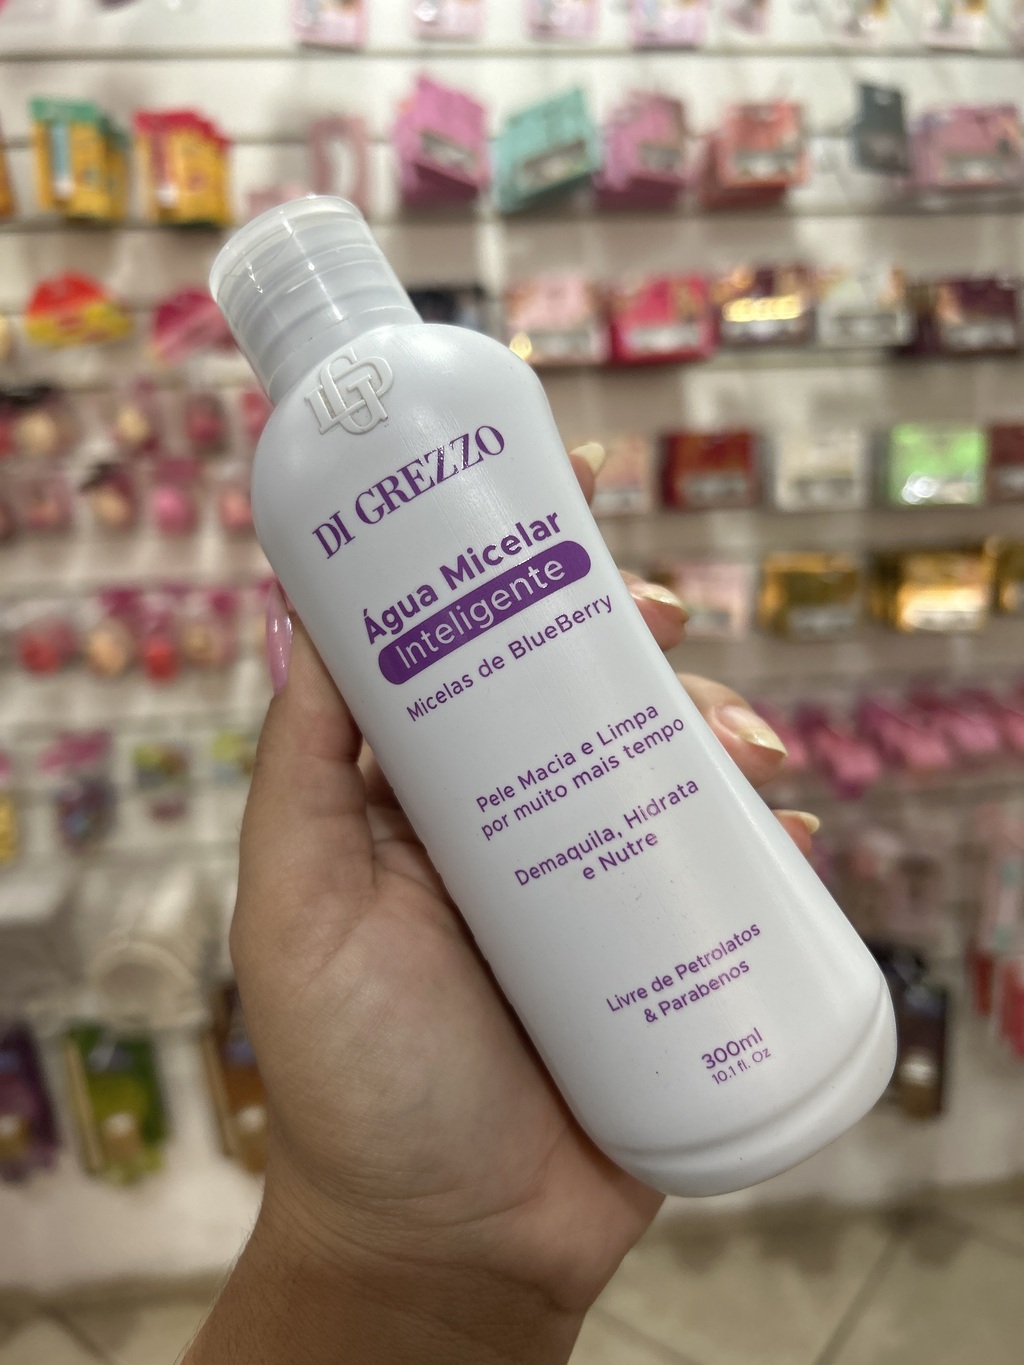 DI GREZZO
Água Micelar
Inteligente
Micelas de BlueBerry
Pele Macia e Limpa
por muito mais tempo
Demaquila, Hidrata
e Nutre
Livre de Petrolatos
& Parabenos
300ml
10.1 fl. Oz